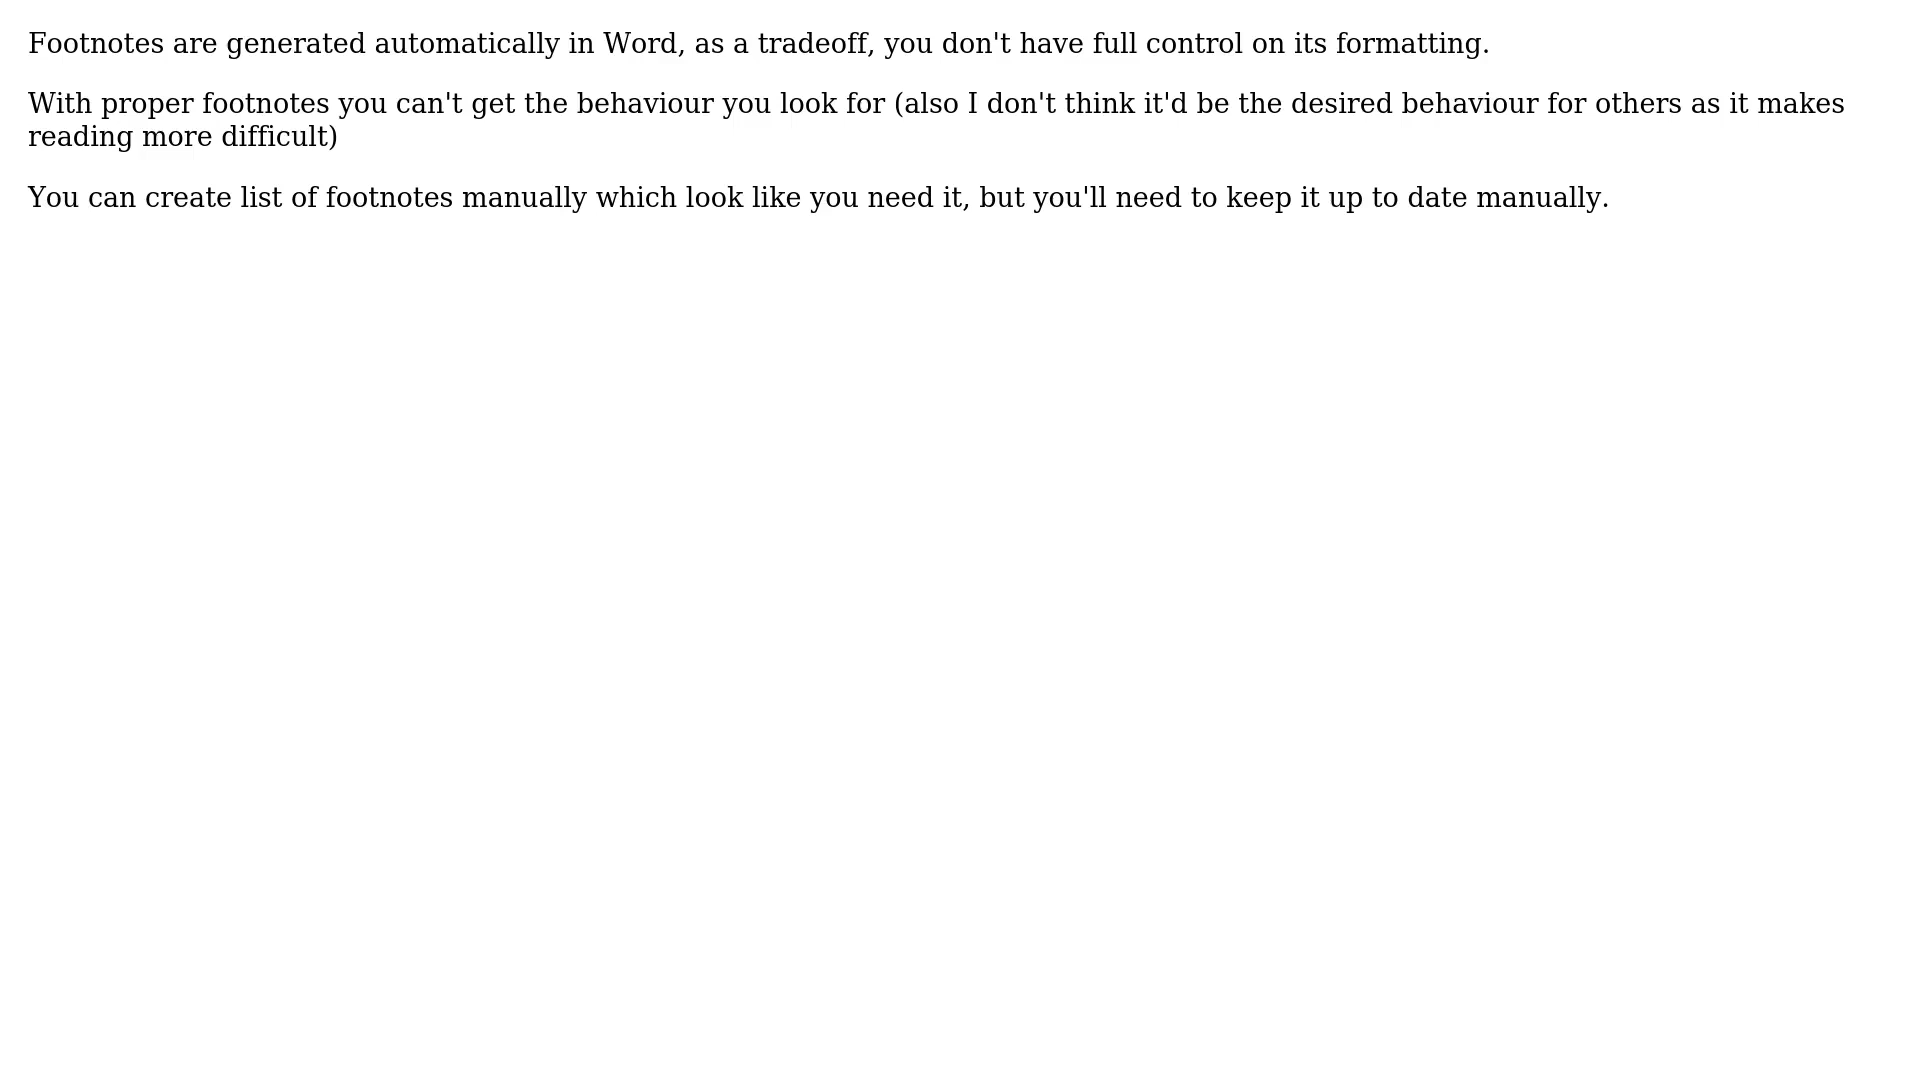 Footnotes are generated automatically in Word, as a tradeoff, you don't have full control on its formatting.
With proper footnotes you can't get the behaviour you look for (also I don't think it'd be the desired behaviour for others as it makes
reading more difficult)
You can create list of footnotes manually which look like you need it, but you'll need to keep it up to date manually.